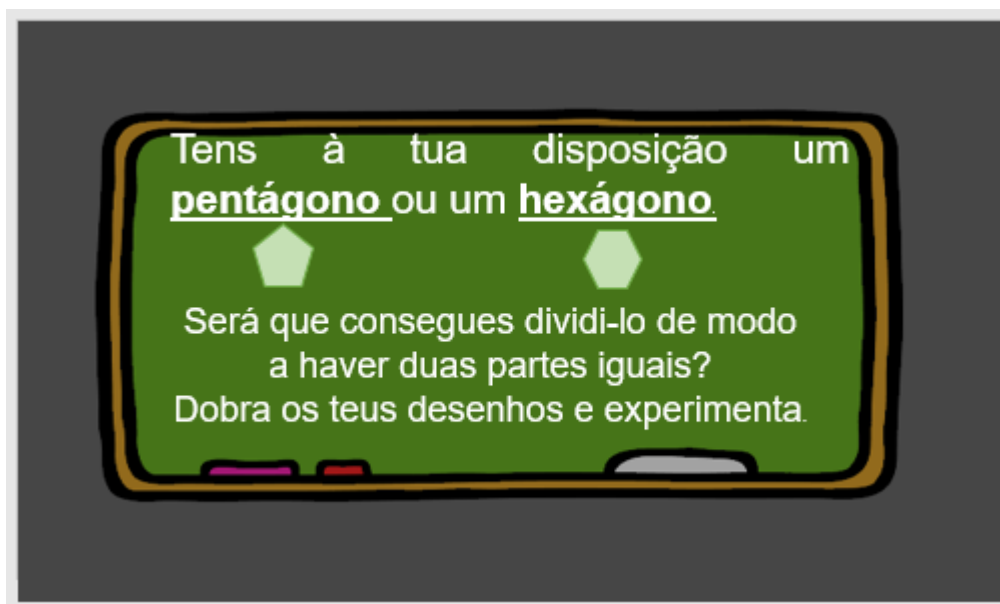 Tens à tua disposição um
pentágono ou um hexágono.
Será que consegues dividi-lo de modo
a haver duas partes iguais?
Dobra os teus desenhos e experimenta.